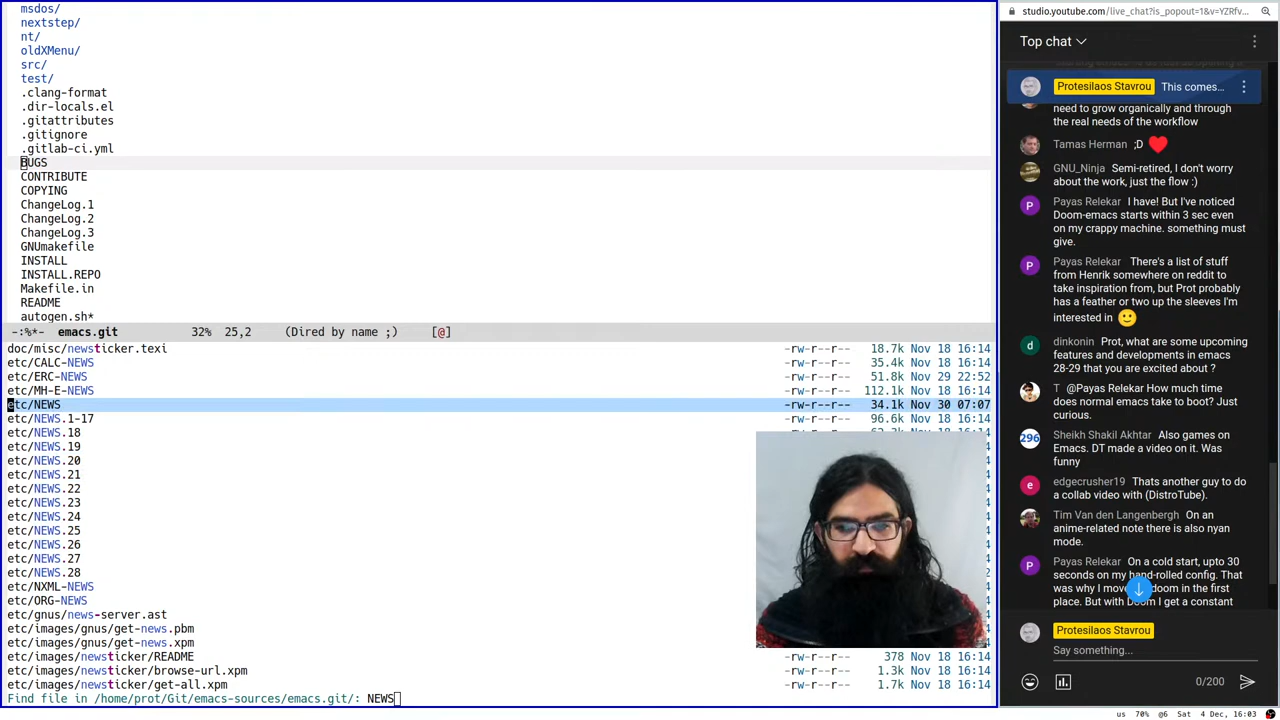 msdos/
nextstep/
nt/
oldXMenu/
src/
test/
.clang-format
.dir-locals.el
.gitattributes
.gitignore
.gitlab-ci.yml
BUGS
CONTRIBUTE
COPYING
ChangeLog.1
ChangeLog.2
ChangeLog.3
GNUmakefile
INSTALL
INSTALL.REPO
Makefile.in
README
autogen.sh*
-:%*- emacs.git 32% 25,2 (Dired by name ;) [@]
doc/misc/newsticker.texi -rw-r--r-- 18.7k Nov 18 16:14
etc/CALC-NEWS -rw-r--r-- 35.4k Nov 18 16:14
etc/ERC-NEWS -rw-r--r-- 51.8k Nov 29 22:52
etc/MH-E-NEWS -rw-r--r-- 112.1k Nov 18 16:14
etc/NEWS -rw-r--r-- 34.1k Nov 30 07:07
etc/NEWS.1-17 -rw-r--r-- 96.6k Nov 18 16:14
etc/NEWS.18
etc/NEWS.19
etc/NEWS.20
etc/NEWS.21
etc/NEWS.22
etc/NEWS.23
etc/NEWS.24
etc/NEWS.25
etc/NEWS.26
etc/NEWS.27
etc/NEWS.28
etc/NXML-NEWS
etc/ORG-NEWS
etc/gnus/news-server.ast
etc/images/gnus/get-news.pbm
etc/images/gnus/get-news.xpm
etc/images/newsticker/README -rw-r--r-- 378 Nov 18 16:14
etc/images/newsticker/browse-url.xpm -rw-r--r-- 1.3k Nov 18 16:14
etc/images/newsticker/get-all.xpm -rw-r--r-- 1.7k Nov 18 16:14
Find file in /home/prot/Git/emacs-sources/emacs.git/: NEWS
studio.youtube.com/live_chat?is_popout=1&v=YZRfv...
Top chat
Protesilaos Stavrou This comes...
need to grow organically and through
the real needs of the workflow
Tamas Herman ;D
GNU_Ninja Semi-retired, I don't worry
about the work, just the flow :)
Payas Relekar I have! But I've noticed
Doom-emacs starts within 3 sec even
on my crappy machine. something must
give.
Payas Relekar There's a list of stuff
from Henrik somewhere on reddit to
take inspiration from, but Prot probably
has a feather or two up the sleeves I'm
interested in
dinkonin Prot, what are some upcoming
features and developments in emacs
28-29 that you are excited about ?
T @Payas Relekar How much time
does normal emacs take to boot? Just
curious.
Sheikh Shakil Akhtar Also games on
Emacs. DT made a video on it. Was
funny
edgecrusher19 Thats another guy to do
a collab video with (DistroTube).
Tim Van den Langenbergh On an
anime-related note there is also nyan
mode.
Payas Relekar On a cold start, upto 30
seconds on my hand-rolled config. That
was why I move doom in the first
place. But with Doom I get a constant
Protesilaos Stavrou
Say something...
0/200
us 70% @6 Sat 4 Dec, 16:03